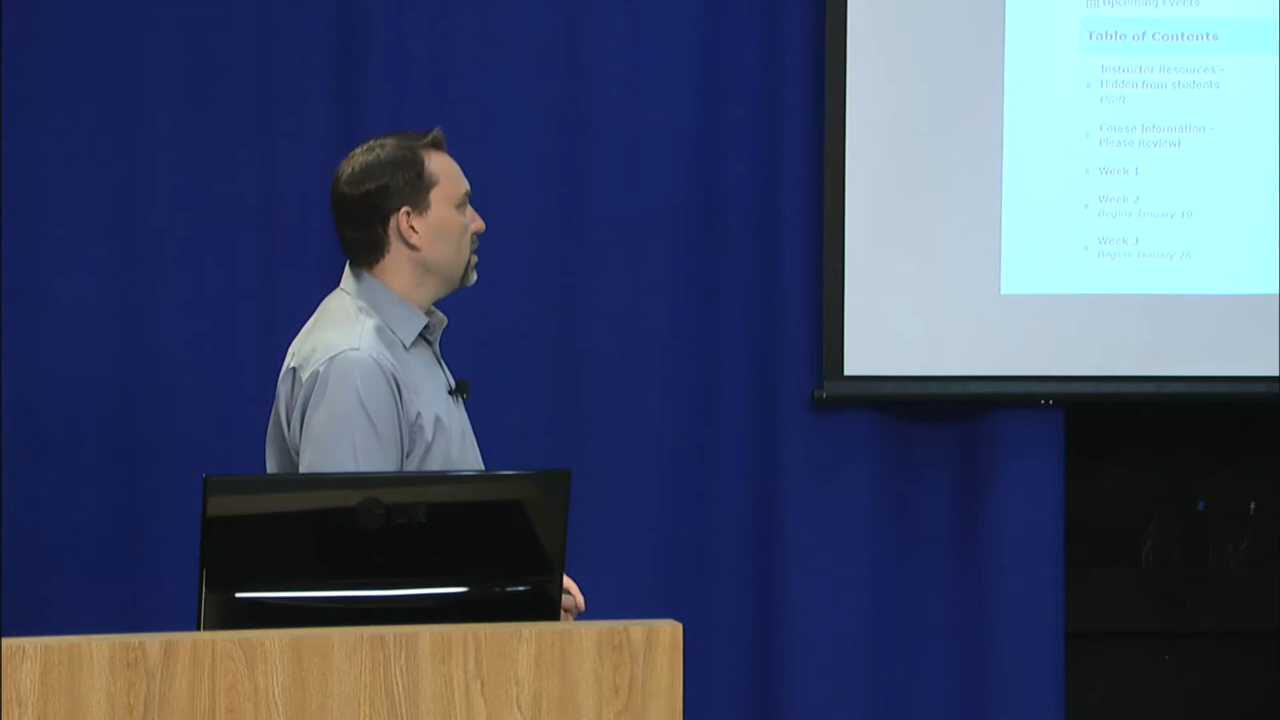 Upcoming Events
Table of Contents
Instructor Resources -
Hidden from students
Draft
Course Information -
Please Review!
Week 1
Week 2
Begins January 19
Week 3
Begins January 26